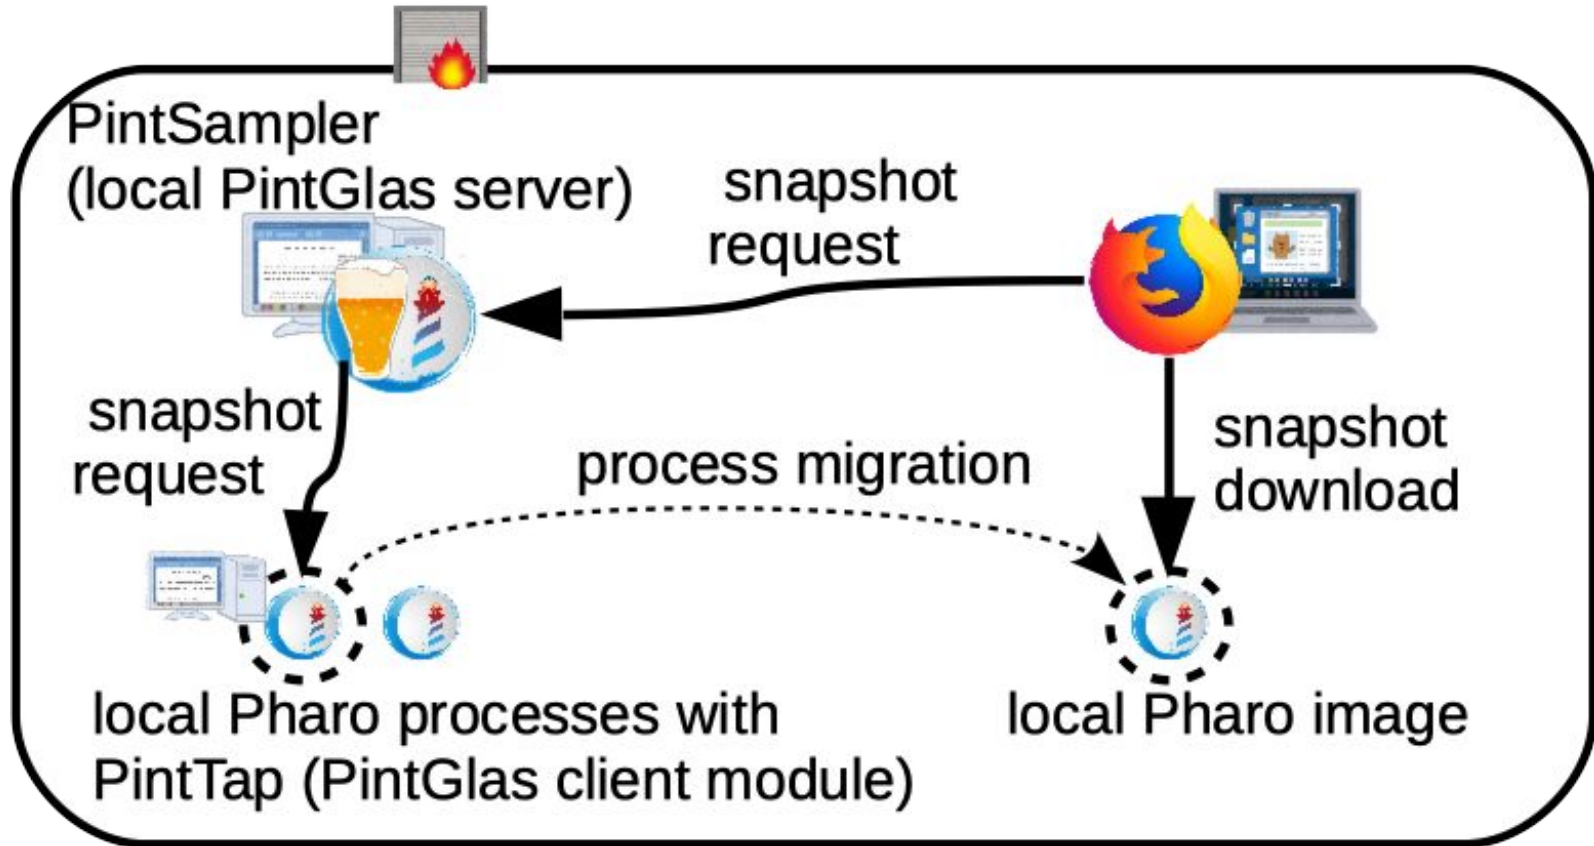 PintSampler
(local PintGlas server)
snapshot
request
snapshot
request
process migration
snapshot
download
local Pharo processes with
PintTap (PintGlas client module)
local Pharo image